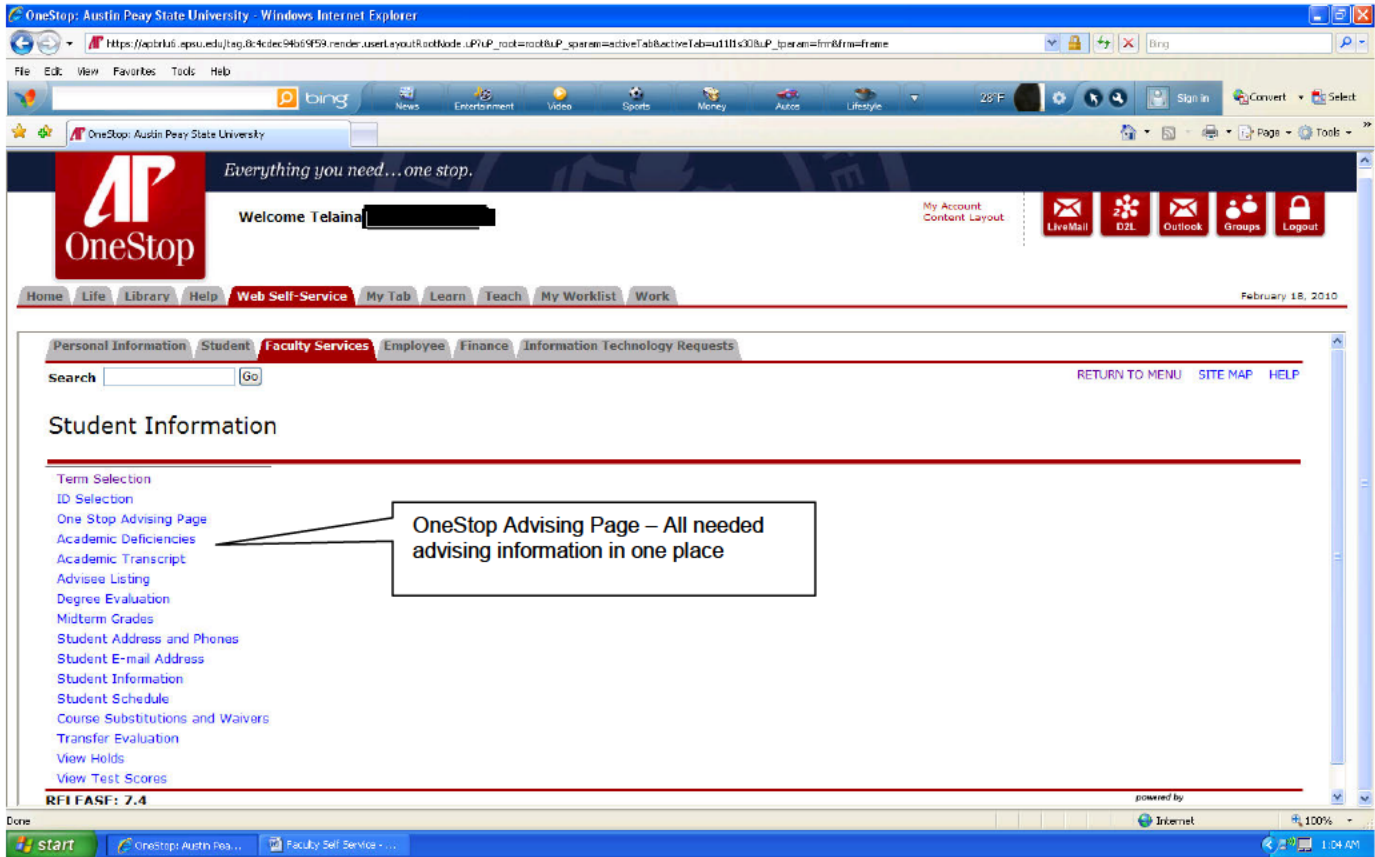 OneStop: Austin Peay State University - Windows Internet Explorer
Bing
File Edit View Favorites Tools Help
bing News Entertainment Video Sports Money Autos Lifestyle 28°F Sign in Convert Select
OneStop: Austin Peay State University Page Tools
AP OneStop
Everything you need...one stop.
Welcome Telaina
My Account
Content Layout
LiveMail D2L Outlook Groups Logout
Home Life Library Help Web Self-Service My Tab Learn Teach My Worklist Work February 18, 2010
Personal Information Student Faculty Services Employee Finance Information Technology Requests
Search Go RETURN TO MENU SITE MAP HELP
Student Information
Term Selection
ID Selection
One Stop Advising Page
Academic Deficiencies
Academic Transcript
Advisee Listing
Degree Evaluation
Midterm Grades
Student Address and Phones
Student E-mail Address
Student Information
Student Schedule
Course Substitutions and Waivers
Transfer Evaluation
View Holds
View Test Scores
OneStop Advising Page – All needed
advising information in one place
RELEASE: 7.4 powered by
Done Internet 100%
start OneStop: Austin Pea... Faculty Self Service - ... 1:04 AM